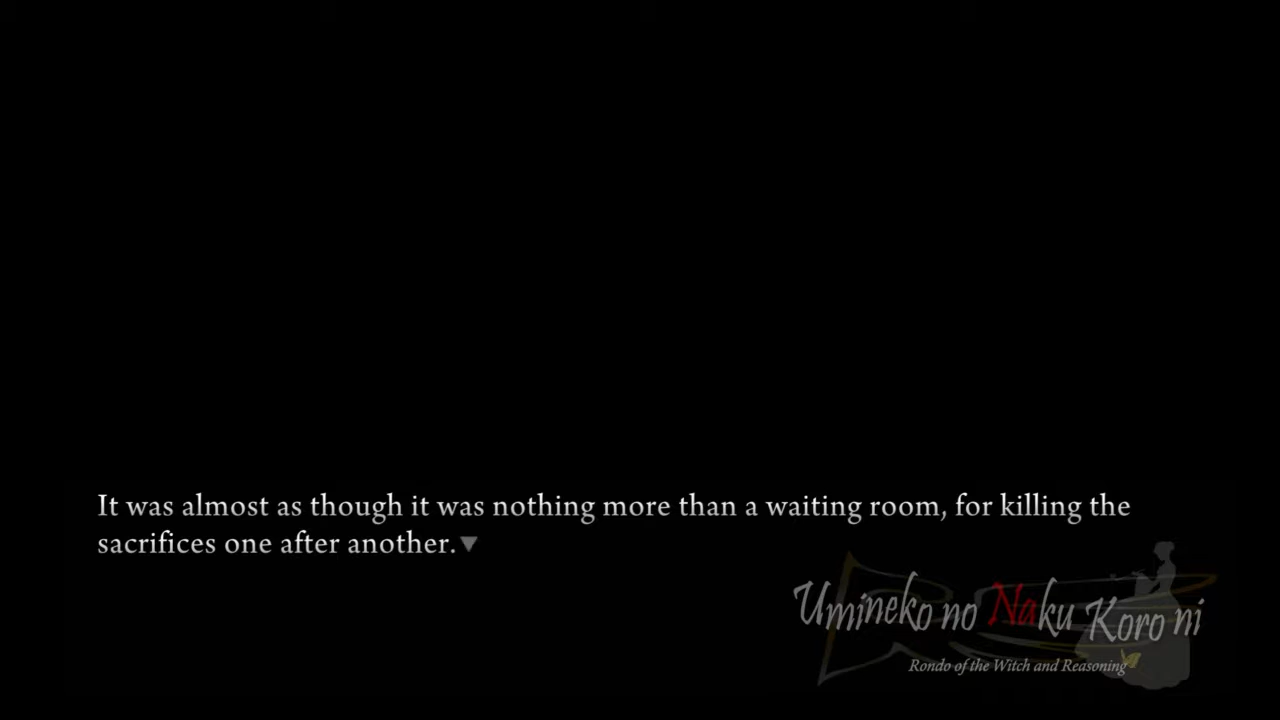 It was almost as though it was nothing more than a waiting room, for killing the
sacrifices one after another.
Umineko no Naku Koro ni
Rondo of the Witch and Reasoning